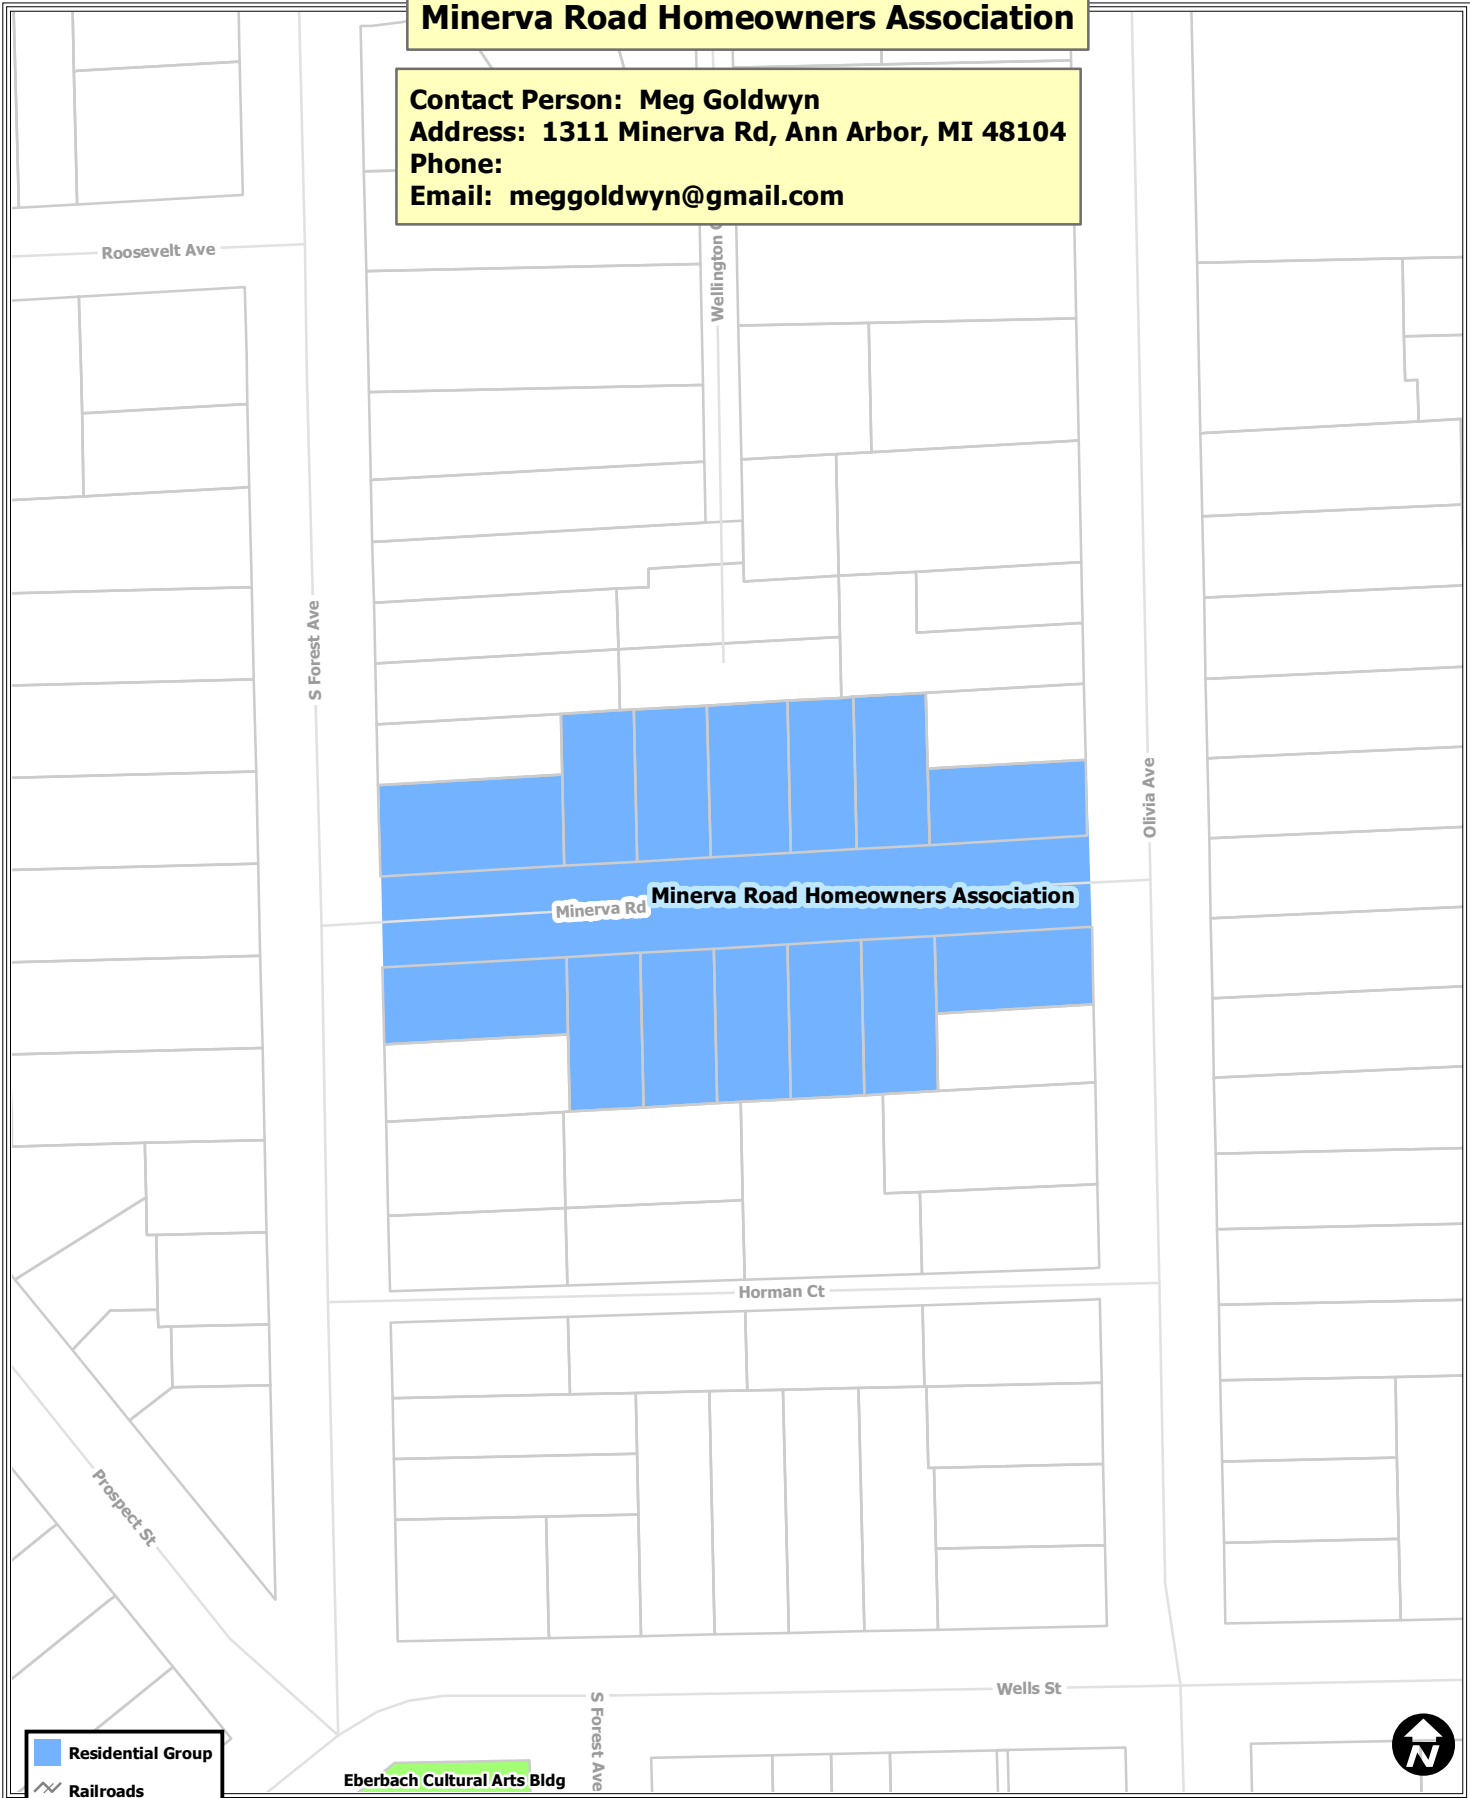 Minerva Road Homeowners Association
Contact Person: Meg Goldwyn
Address: 1311 Minerva Rd, Ann Arbor, MI 48104
Phone:
Email: meggoldwyn@gmail.com
Roosevelt Ave
Wellington
S Forest Ave
Olivia Ave
Minerva Rd
Minerva Road Homeowners Association
Horman Ct
Prospect St
Wells St
S Forest Ave
Eberbach Cultural Arts Bldg
Residential Group
Railroads
N